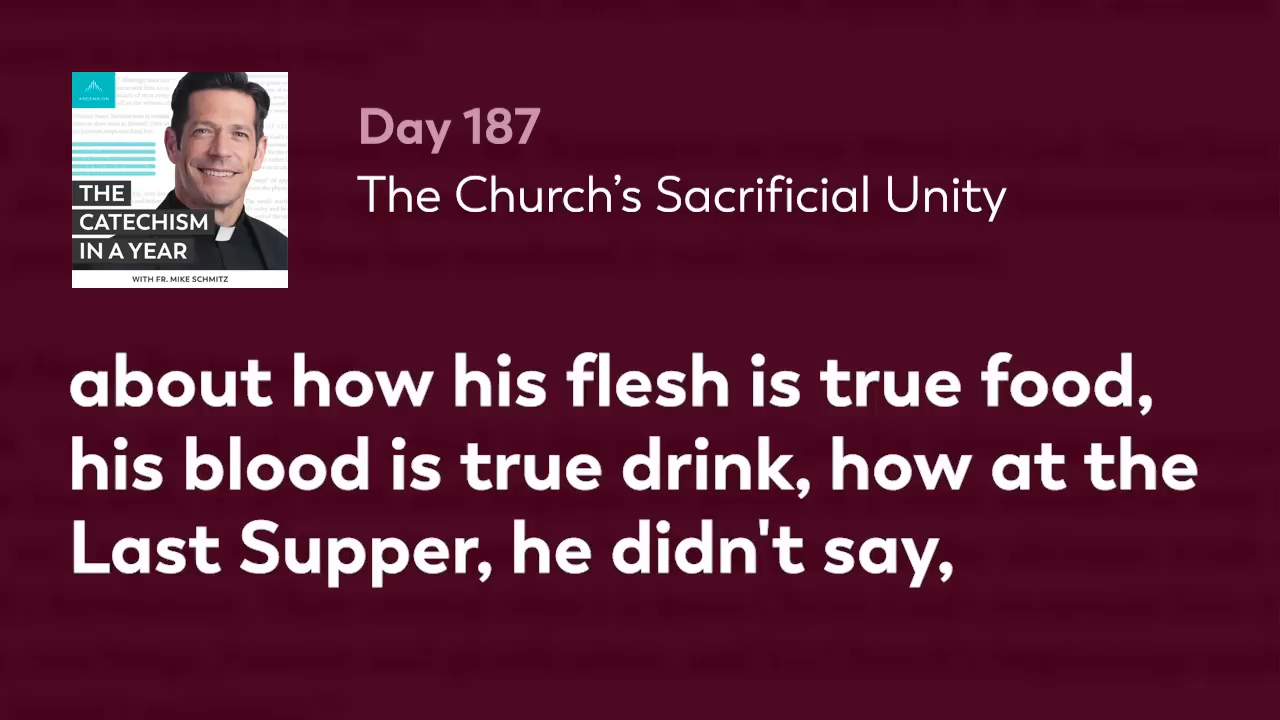 ASCENSION
THE
CATECHISM
IN A YEAR
WITH FR. MIKE SCHMITZ
Day 187
The Church’s Sacrificial Unity
about how his flesh is true food,
his blood is true drink, how at the
Last Supper, he didn't say,